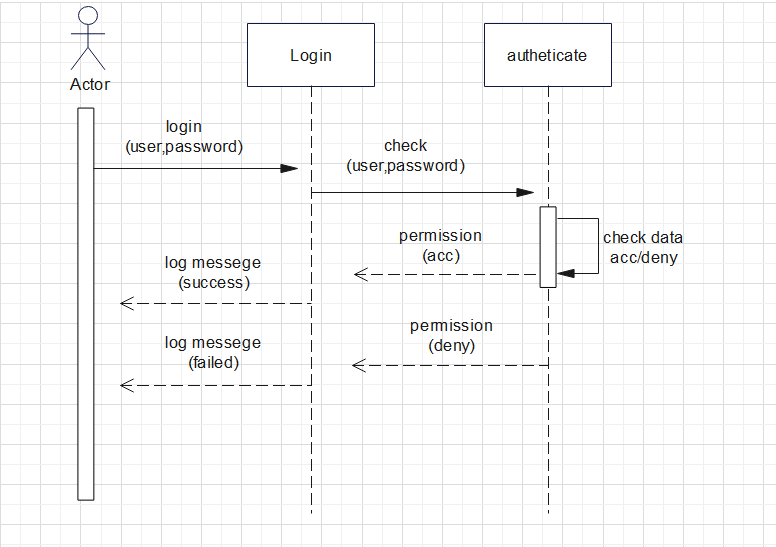 Login
autheticate
Actor
login
(user,password)
check
(user,password)
permission
(acc)
check data
acc/deny
log messege
(success)
permission
(deny)
log messege
(failed)